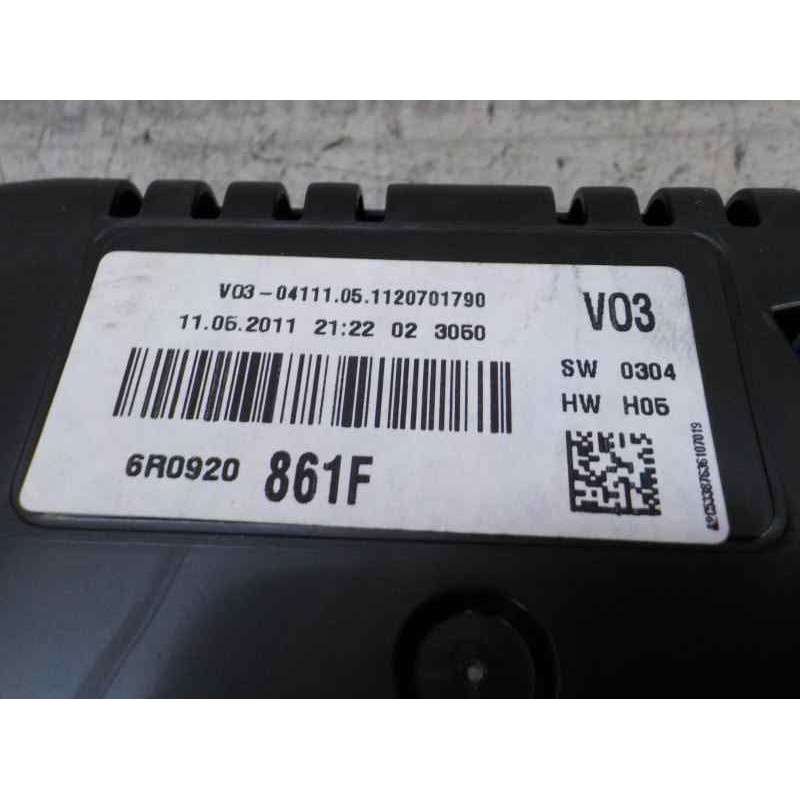 V03-04111.05.1120701790
11.05.2011 21:22 02 3050
6R0920 861F
V03
SW 0304
HW H05